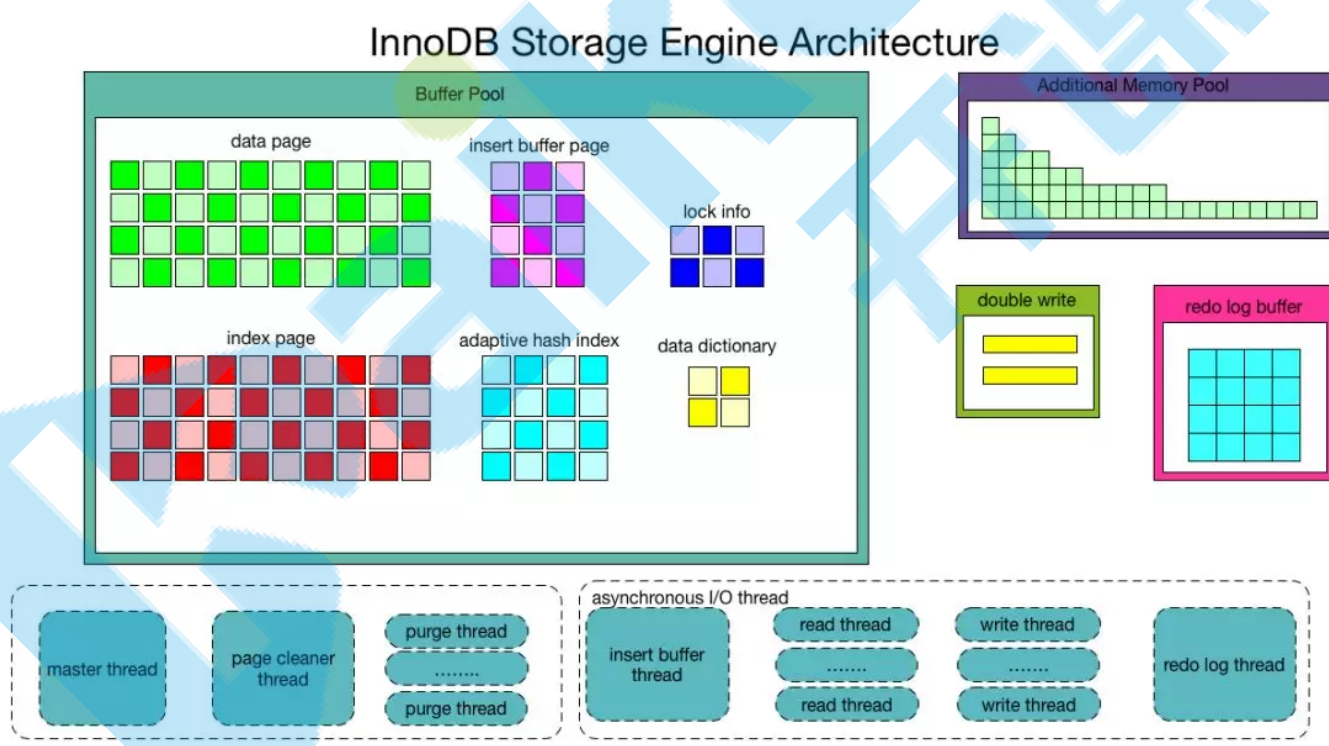 InnoDB Storage Engine Architecture
Buffer Pool
data page
insert buffer page
lock info
index page
adaptive hash index
data dictionary
Additional Memory Pool
double write
redo log buffer
master thread
page cleaner
thread
purge thread
........
purge thread
asynchronous I/O thread
insert buffer
thread
read thread
.......
read thread
write thread
.......
write thread
redo log thread